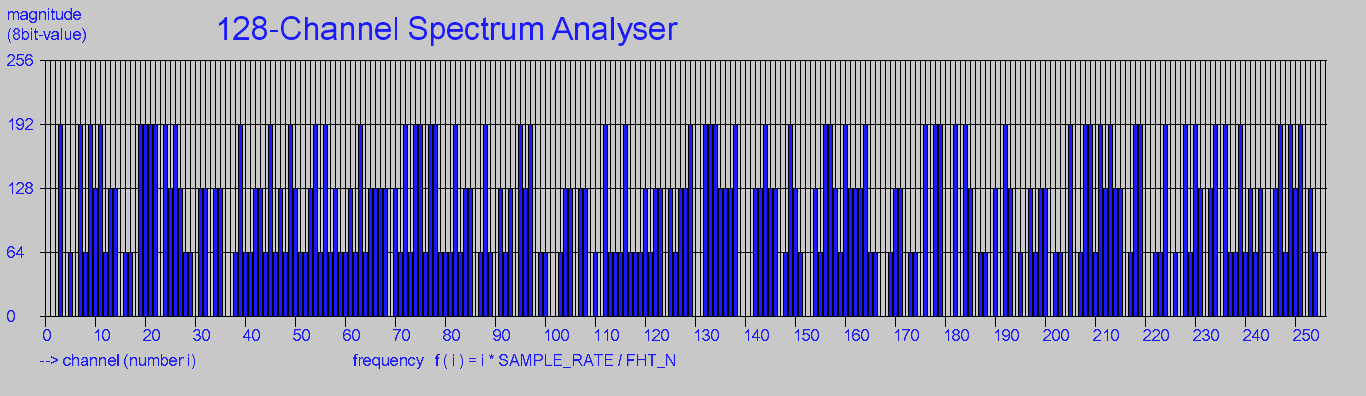 magnitude
(8bit-value)
128-Channel Spectrum Analyser
256
192
128
64
0
0 10 20 30 40 50 60 70 80 90 100 110 120 130 140 150 160 170 180 190 200 210 220 230 240 250
--> channel (number i) frequency f ( i ) = i * SAMPLE_RATE / FHT_N